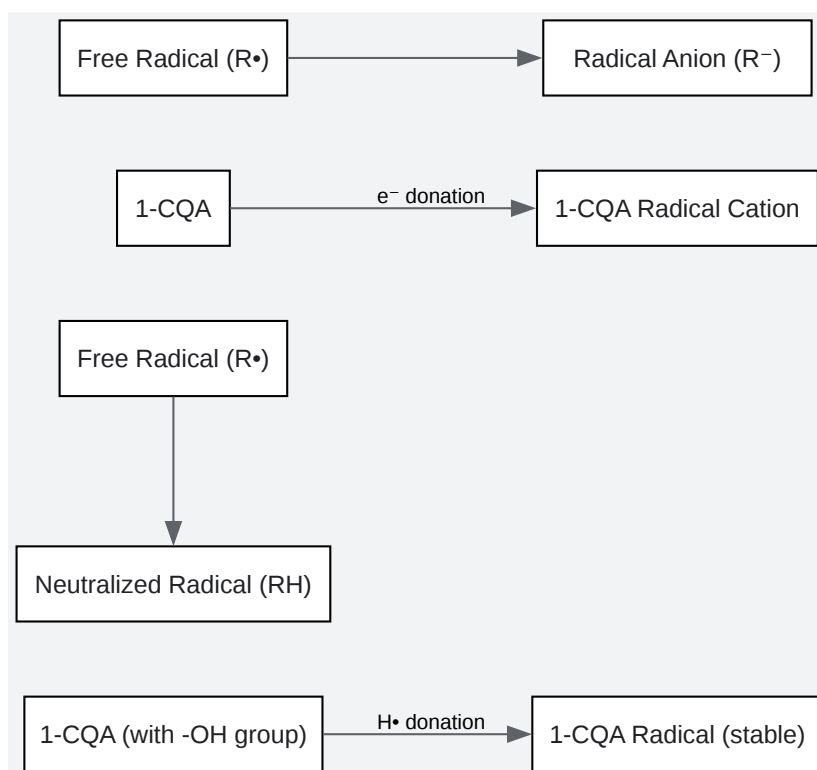 Free Radical (R•)
Radical Anion (R⁻)
1-CQA
e⁻ donation
1-CQA Radical Cation
Free Radical (R•)
Neutralized Radical (RH)
1-CQA (with -OH group)
H• donation
1-CQA Radical (stable)